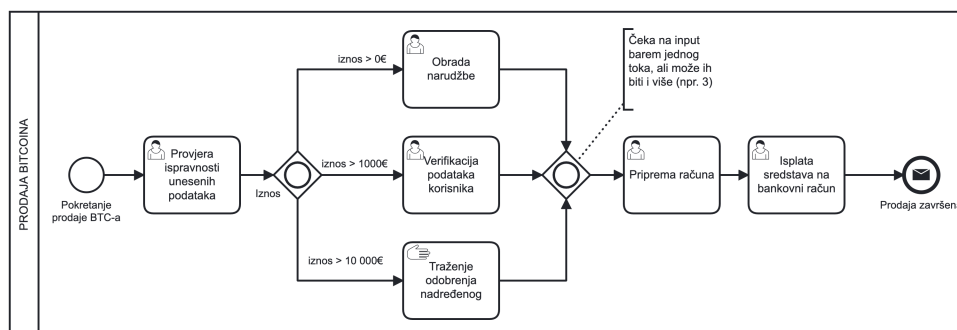 PRODAJA BITCOINA
Pokretanje
prodaje BTC-a
Provjera
ispravnosti
unesenih
podataka
Iznos
iznos > 0€
Obrada
narudžbe
iznos > 1000€
Verifikacija
podataka
korisnika
iznos > 10 000€
Traženje
odobrenja
nadređenog
Čeka na input
barem jednog
toka, ali može ih
biti i više (npr. 3)
Priprema računa
Isplata
sredstava na
bankovni račun
Prodaja završena